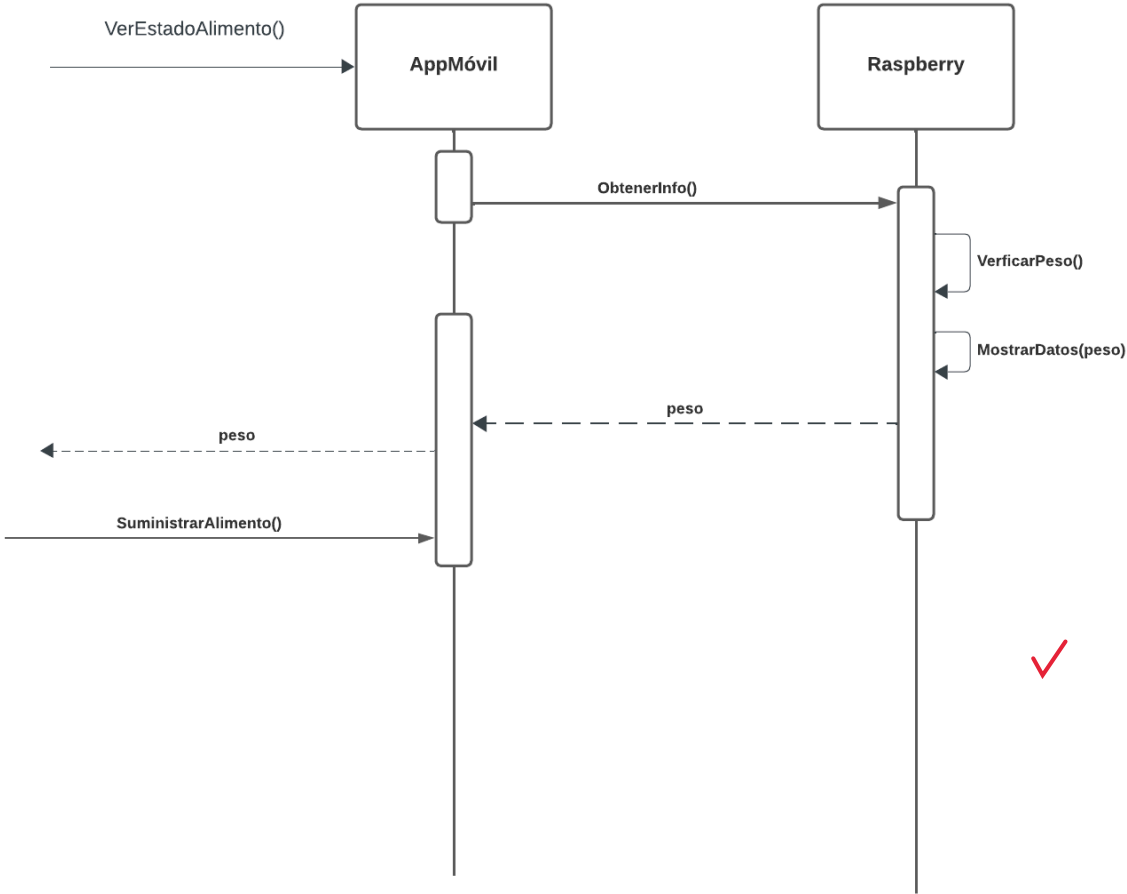 VerEstadoAlimento()
AppMóvil
Raspberry
ObtenerInfo()
VerficarPeso()
MostrarDatos(peso)
peso
peso
SuministrarAlimento()